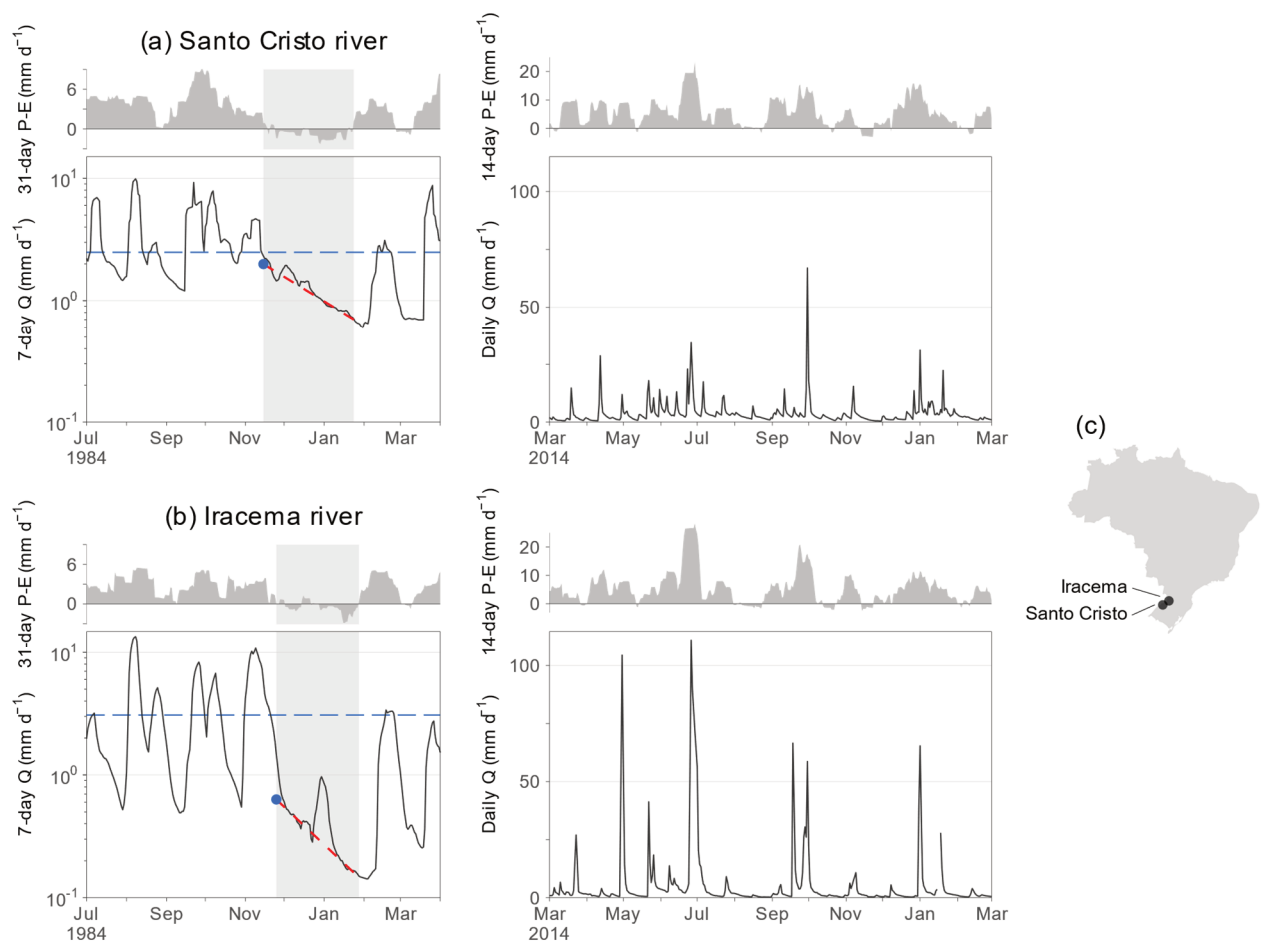 (a) Santo Cristo river
31-day P-E (mm d⁻¹)
6
0
7-day Q (mm d⁻¹)
10¹
10⁰
10⁻¹
Jul Sep Nov Jan Mar
1984
14-day P-E (mm d⁻¹)
20
10
0
Daily Q (mm d⁻¹)
100
50
0
Mar May Jul Sep Nov Jan Mar
2014
(b) Iracema river
31-day P-E (mm d⁻¹)
6
0
7-day Q (mm d⁻¹)
10¹
10⁰
10⁻¹
Jul Sep Nov Jan Mar
1984
14-day P-E (mm d⁻¹)
20
10
0
Daily Q (mm d⁻¹)
100
50
0
Mar May Jul Sep Nov Jan Mar
2014
(c)
Iracema
Santo Cristo